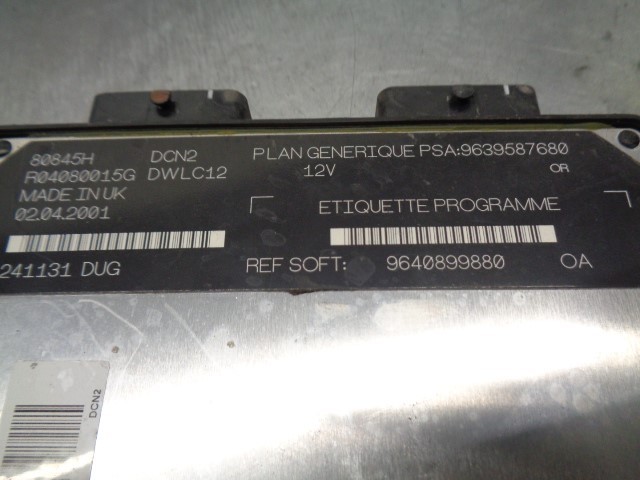 80845H DCN2 PLAN GENERIQUE PSA:9639587680
R04080015G DWLC12 12V OR
MADE IN UK
02.04.2001 ETIQUETTE PROGRAMME
241131 DUG REF SOFT: 9640899880 OA
DCN2